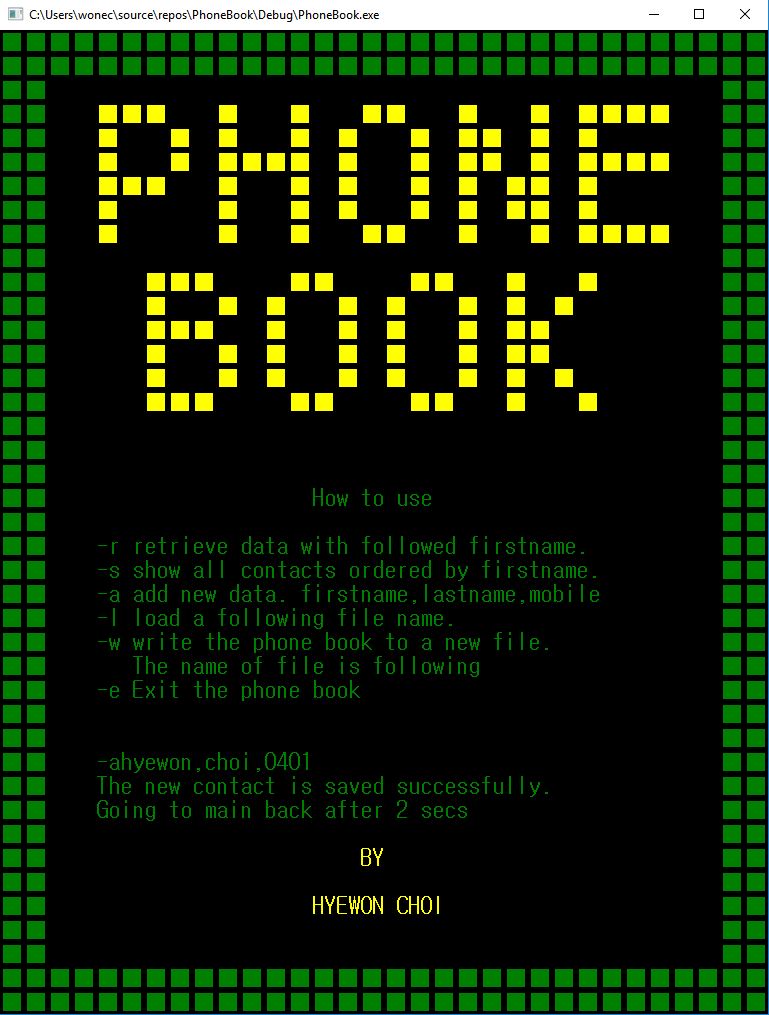 C:\Users\wonec\source\repos\PhoneBook\Debug\PhoneBook.exe
PHONE
BOOK
How to use
-r retrieve data with followed firstname.
-s show all contacts ordered by firstname.
-a add new data. firstname,lastname,mobile
-l load a following file name.
-w write the phone book to a new file.
The name of file is following
-e Exit the phone book
-ahyewon,choi,0401
The new contact is saved successfully.
Going to main back after 2 secs
BY
HYEWON CHOI